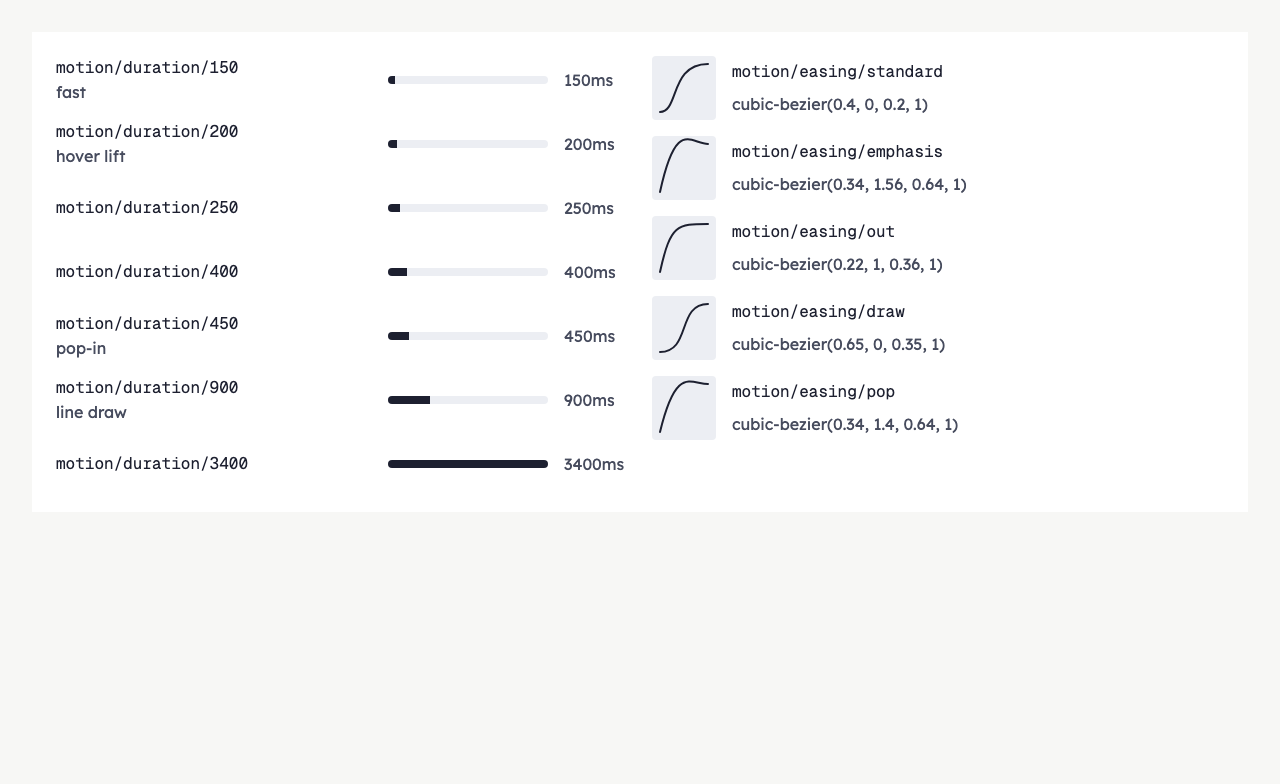 motion/duration/150
fast
150ms
motion/duration/200
hover lift
200ms
motion/duration/250
250ms
motion/duration/400
400ms
motion/duration/450
pop-in
450ms
motion/duration/900
line draw
900ms
motion/duration/3400
3400ms
motion/easing/standard
cubic-bezier(0.4, 0, 0.2, 1)
motion/easing/emphasis
cubic-bezier(0.34, 1.56, 0.64, 1)
motion/easing/out
cubic-bezier(0.22, 1, 0.36, 1)
motion/easing/draw
cubic-bezier(0.65, 0, 0.35, 1)
motion/easing/pop
cubic-bezier(0.34, 1.4, 0.64, 1)